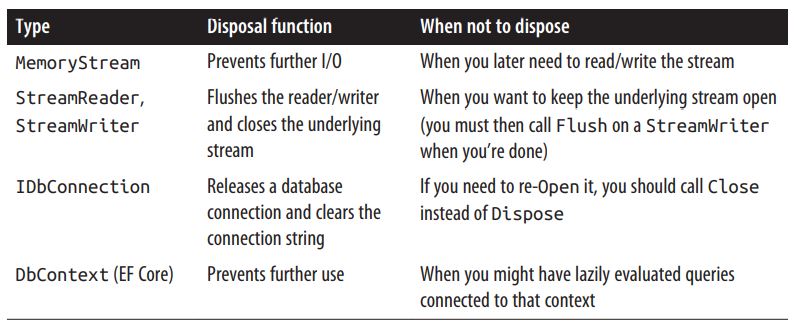 Type Disposal function When not to dispose
MemoryStream Prevents further I/O When you later need to read/write the stream
StreamReader, Flushes the reader/writer When you want to keep the underlying stream open
StreamWriter and closes the underlying (you must then call Flush on a StreamWriter
stream when you're done)
IDbConnection Releases a database If you need to re-Open it, you should call Close
connection and clears the instead of Dispose
connection string
DbContext (EF Core) Prevents further use When you might have lazily evaluated queries
connected to that context